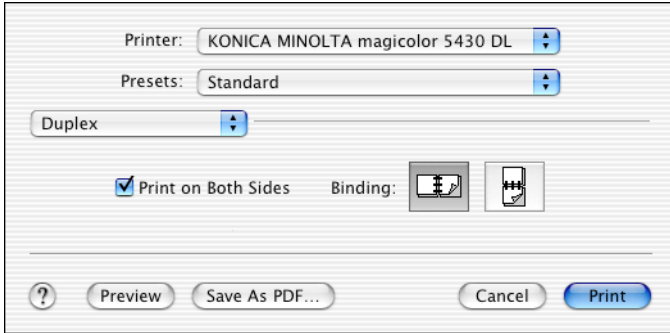 Printer: KONICA MINOLTA magicolor 5430 DL
Presets: Standard
Duplex
Print on Both Sides Binding:
? Preview Save As PDF... Cancel Print